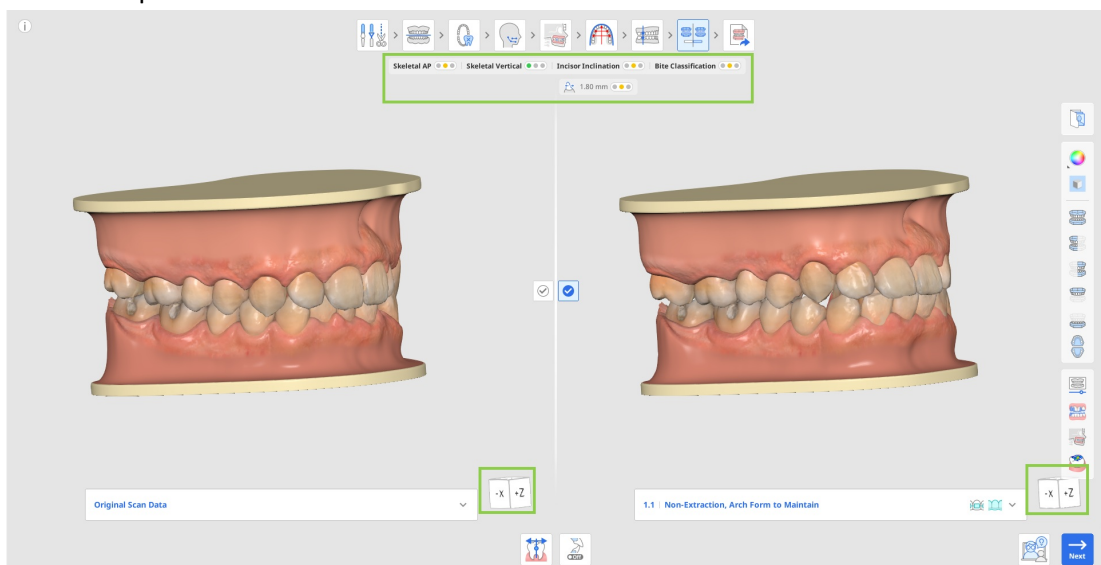 Skeletal AP Skeletal Vertical Incisor Inclination Bite Classification
1.80 mm
Original Scan Data
-X +Z
1.1 Non-Extraction, Arch Form to Maintain
-X +Z
Off
Next